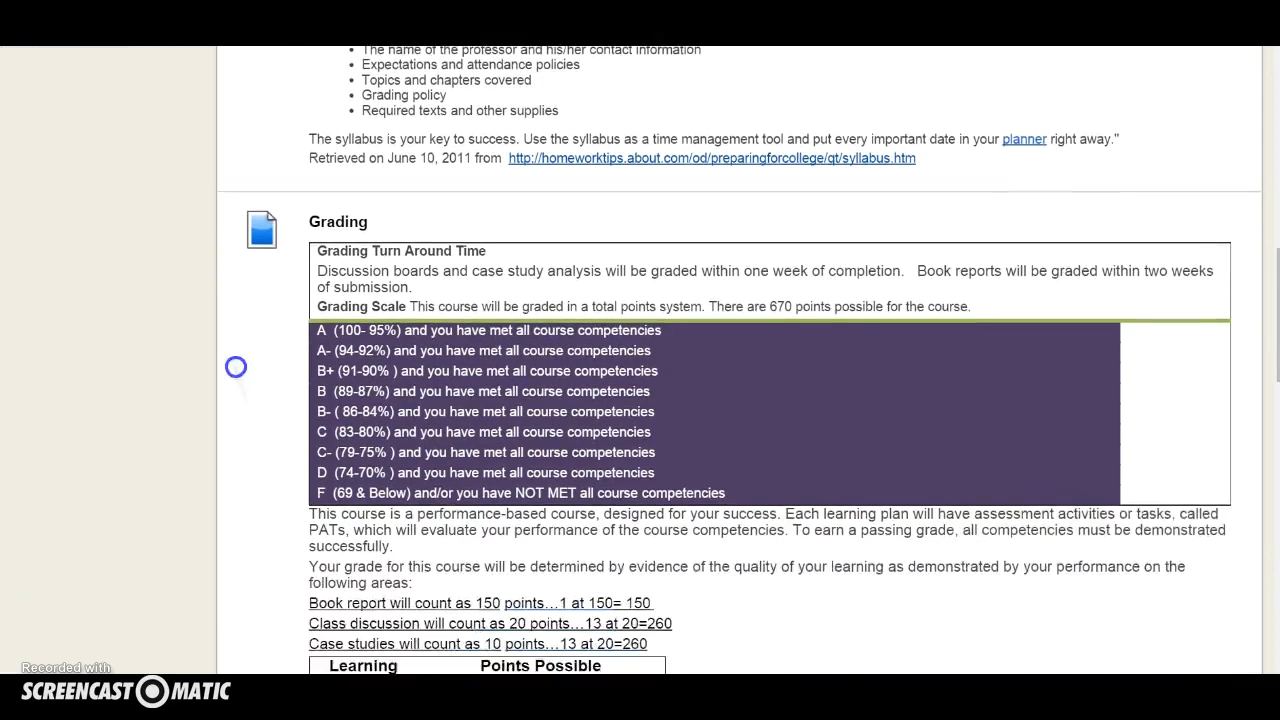 The name of the professor and his/her contact information
Expectations and attendance policies
Topics and chapters covered
Grading policy
Required texts and other supplies
The syllabus is your key to success. Use the syllabus as a time management tool and put every important date in your planner right away."
Retrieved on June 10, 2011 from http://homeworktips.about.com/od/preparingforcollege/qt/syllabus.htm
Grading
Grading Turn Around Time
Discussion boards and case study analysis will be graded within one week of completion. Book reports will be graded within two weeks
of submission.
Grading Scale This course will be graded in a total points system. There are 670 points possible for the course.
A (100- 95%) and you have met all course competencies
A- (94-92%) and you have met all course competencies
B+ (91-90% ) and you have met all course competencies
B (89-87%) and you have met all course competencies
B- ( 86-84%) and you have met all course competencies
C (83-80%) and you have met all course competencies
C- (79-75% ) and you have met all course competencies
D (74-70% ) and you have met all course competencies
F (69 & Below) and/or you have NOT MET all course competencies
This course is a performance-based course, designed for your success. Each learning plan will have assessment activities or tasks, called
PATs, which will evaluate your performance of the course competencies. To earn a passing grade, all competencies must be demonstrated
successfully.
Your grade for this course will be determined by evidence of the quality of your learning as demonstrated by your performance on the
following areas:
Book report will count as 150 points…1 at 150= 150
Class discussion will count as 20 points…13 at 20=260
Case studies will count as 10 points…13 at 20=260
Learning Points Possible
Recorded with
SCREENCAST-O-MATIC